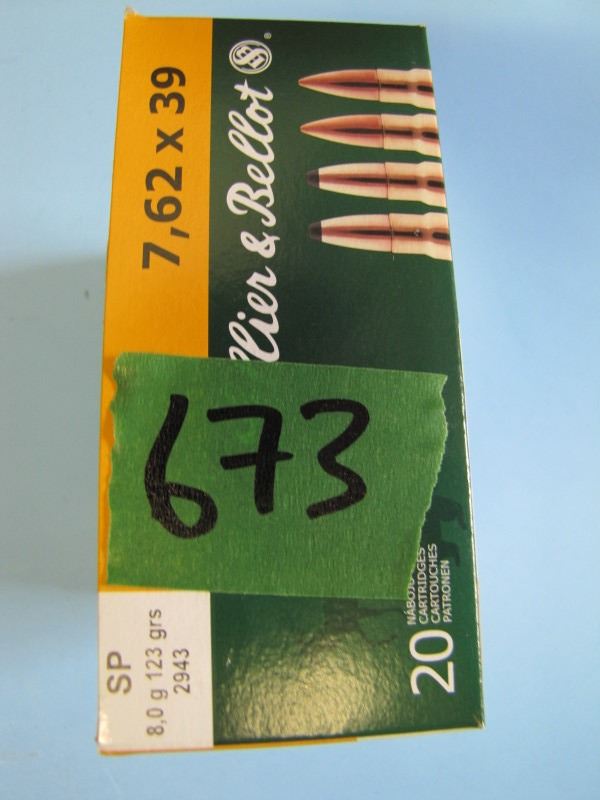 7,62 x 39
llier & Bellot
673
SP
8,0 g 123 grs
2943
20
NÁBOJŮ
CARTRIDGES
CARTOUCHES
PATRONEN